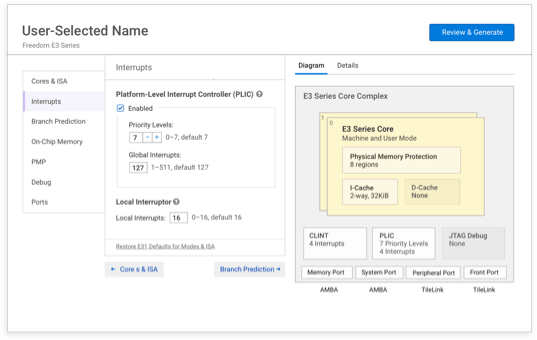 User-Selected Name
Freedom E3 Series
Review & Generate
Cores & ISA
Interrupts
Branch Prediction
On-Chip Memory
PMP
Debug
Ports
Interrupts
Platform-Level Interrupt Controller (PLIC)
Enabled
Priority Levels:
7 − + 0–7, default 7
Global Interrupts:
127 1–511, default 127
Local Interruptor
Local Interrupts: 16 0–16, default 16
Restore E31 Defaults for Modes & ISA
← Core s & ISA
Branch Prediction →
Diagram Details
E3 Series Core Complex
1
0
E3 Series Core
Machine and User Mode
Physical Memory Protection
8 regions
I-Cache
2-way, 32KiB
D-Cache
None
CLINT
4 Interrupts
PLIC
7 Priority Levels
4 Interrupts
JTAG Debug
None
Memory Port System Port Peripheral Port Front Port
AMBA AMBA TileLink TileLink